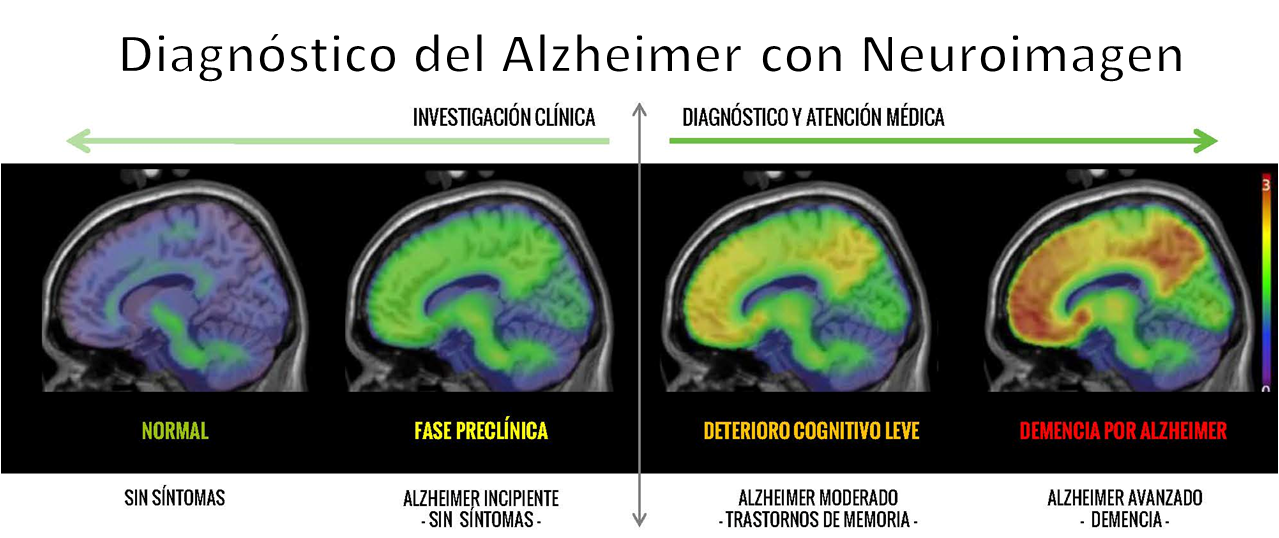 Diagnóstico del Alzheimer con Neuroimagen
INVESTIGACIÓN CLÍNICA
DIAGNÓSTICO Y ATENCIÓN MÉDICA
3
0
NORMAL
FASE PRECLÍNICA
DETERIORO COGNITIVO LEVE
DEMENCIA POR ALZHEIMER
SIN SÍNTOMAS
ALZHEIMER INCIPIENTE
- SIN SÍNTOMAS -
ALZHEIMER MODERADO
- TRASTORNOS DE MEMORIA -
ALZHEIMER AVANZADO
- DEMENCIA -